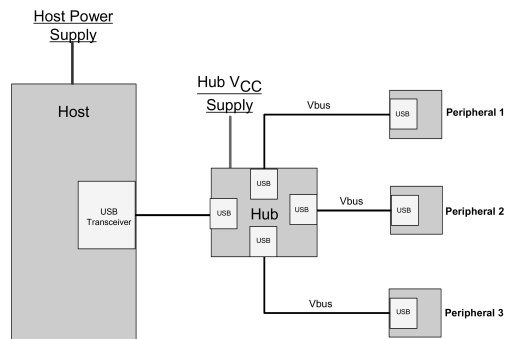 Host Power
Supply
Host
USB
Transceiver
Hub VCC
Supply
Vbus
USB
Peripheral 1
USB
USB
Hub
USB
Vbus
USB
Peripheral 2
USB
Vbus
USB
Peripheral 3